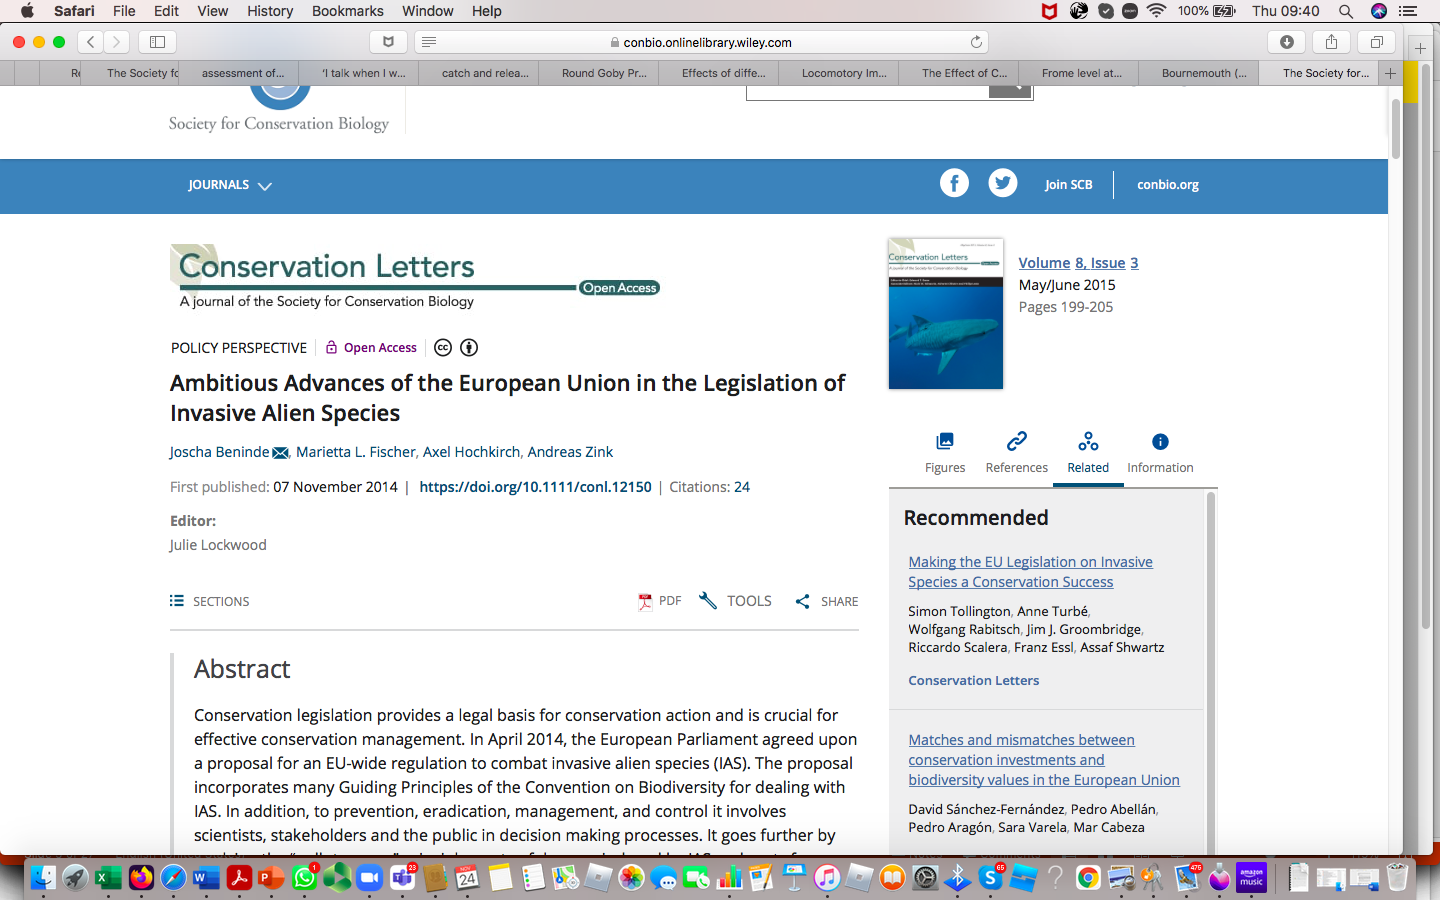 Safari File Edit View History Bookmarks Window Help 100% Thu 09:40
conbio.onlinelibrary.wiley.com
The Society fo assessment of... 'I talk when I w... catch and relea... Round Goby Pr... Effects of diffe... Locomotory Im... The Effect of C... Frome level at... Bournemouth (... The Society for...
Society for Conservation Biology
JOURNALS Join SCB conbio.org
Conservation Letters
Open Access
A journal of the Society for Conservation Biology
Conservation Letters
Volume 8, Issue 3
May/June 2015
Pages 199-205
POLICY PERSPECTIVE Open Access
Ambitious Advances of the European Union in the Legislation of
Invasive Alien Species
Joscha Beninde, Marietta L. Fischer, Axel Hochkirch, Andreas Zink
First published: 07 November 2014 | https://doi.org/10.1111/conl.12150 | Citations: 24
Editor:
Julie Lockwood
SECTIONS PDF TOOLS SHARE
Abstract
Conservation legislation provides a legal basis for conservation action and is crucial for
effective conservation management. In April 2014, the European Parliament agreed upon
a proposal for an EU-wide regulation to combat invasive alien species (IAS). The proposal
incorporates many Guiding Principles of the Convention on Biodiversity for dealing with
IAS. In addition, to prevention, eradication, management, and control it involves
scientists, stakeholders and the public in decision making processes. It goes further by
Figures References Related Information
Recommended
Making the EU Legislation on Invasive
Species a Conservation Success
Simon Tollington, Anne Turbé,
Wolfgang Rabitsch, Jim J. Groombridge,
Riccardo Scalera, Franz Essl, Assaf Shwartz
Conservation Letters
Matches and mismatches between
conservation investments and
biodiversity values in the European Union
David Sánchez-Fernández, Pedro Abellán,
Pedro Aragón, Sara Varela, Mar Cabeza
NOV
24
amazon
music